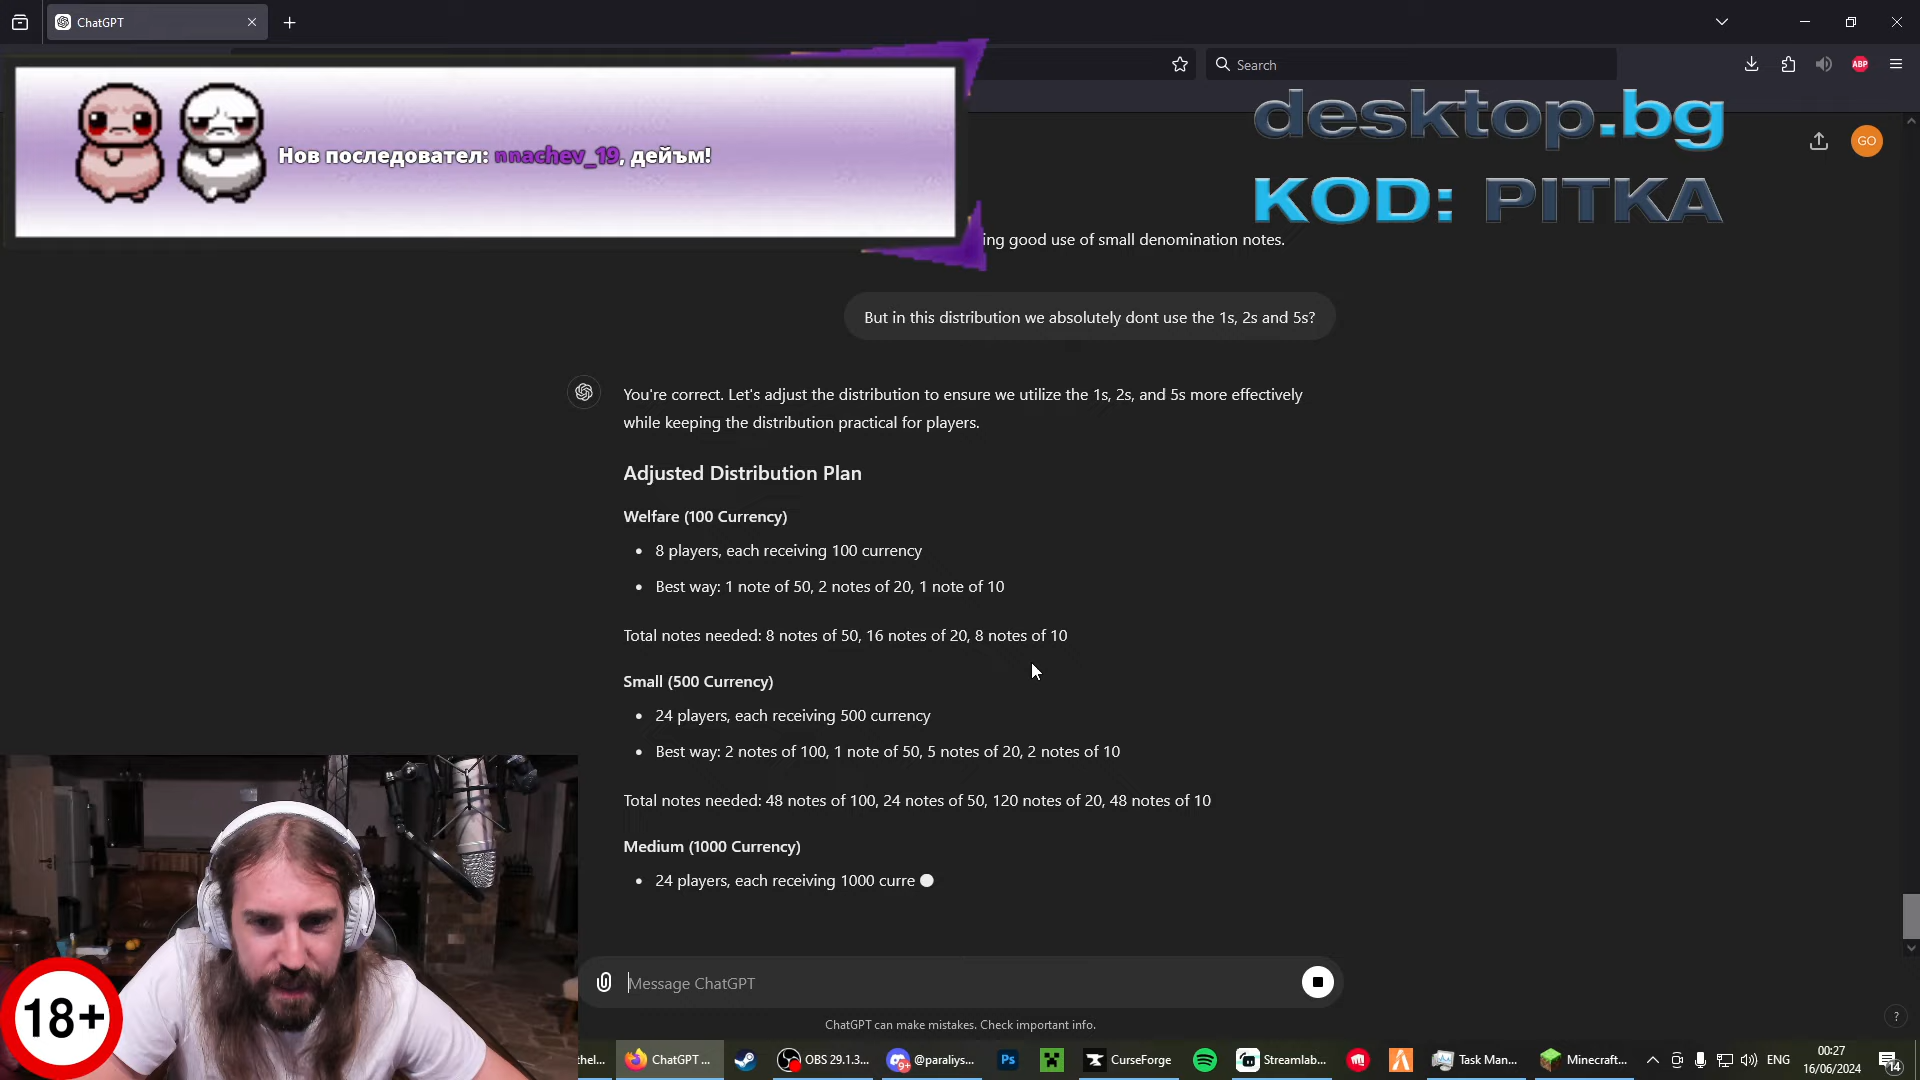 ChatGPT
Search
ABP
desktop.bg
KOD: PITKA
GO
Нов последовател: nnachev_19, дейъм!
ing good use of small denomination notes.
But in this distribution we absolutely dont use the 1s, 2s and 5s?
You're correct. Let's adjust the distribution to ensure we utilize the 1s, 2s, and 5s more effectively
while keeping the distribution practical for players.
Adjusted Distribution Plan
Welfare (100 Currency)
• 8 players, each receiving 100 currency
• Best way: 1 note of 50, 2 notes of 20, 1 note of 10
Total notes needed: 8 notes of 50, 16 notes of 20, 8 notes of 10
Small (500 Currency)
• 24 players, each receiving 500 currency
• Best way: 2 notes of 100, 1 note of 50, 5 notes of 20, 2 notes of 10
Total notes needed: 48 notes of 100, 24 notes of 50, 120 notes of 20, 48 notes of 10
Medium (1000 Currency)
• 24 players, each receiving 1000 curre
Message ChatGPT
ChatGPT can make mistakes. Check important info.
?
18+
thel... ChatGPT ... OBS 29.1.3... 9+ @paraliys... Ps CurseForge Streamlab... Task Man... Minecraft... ENG 00:27
16/06/2024 14